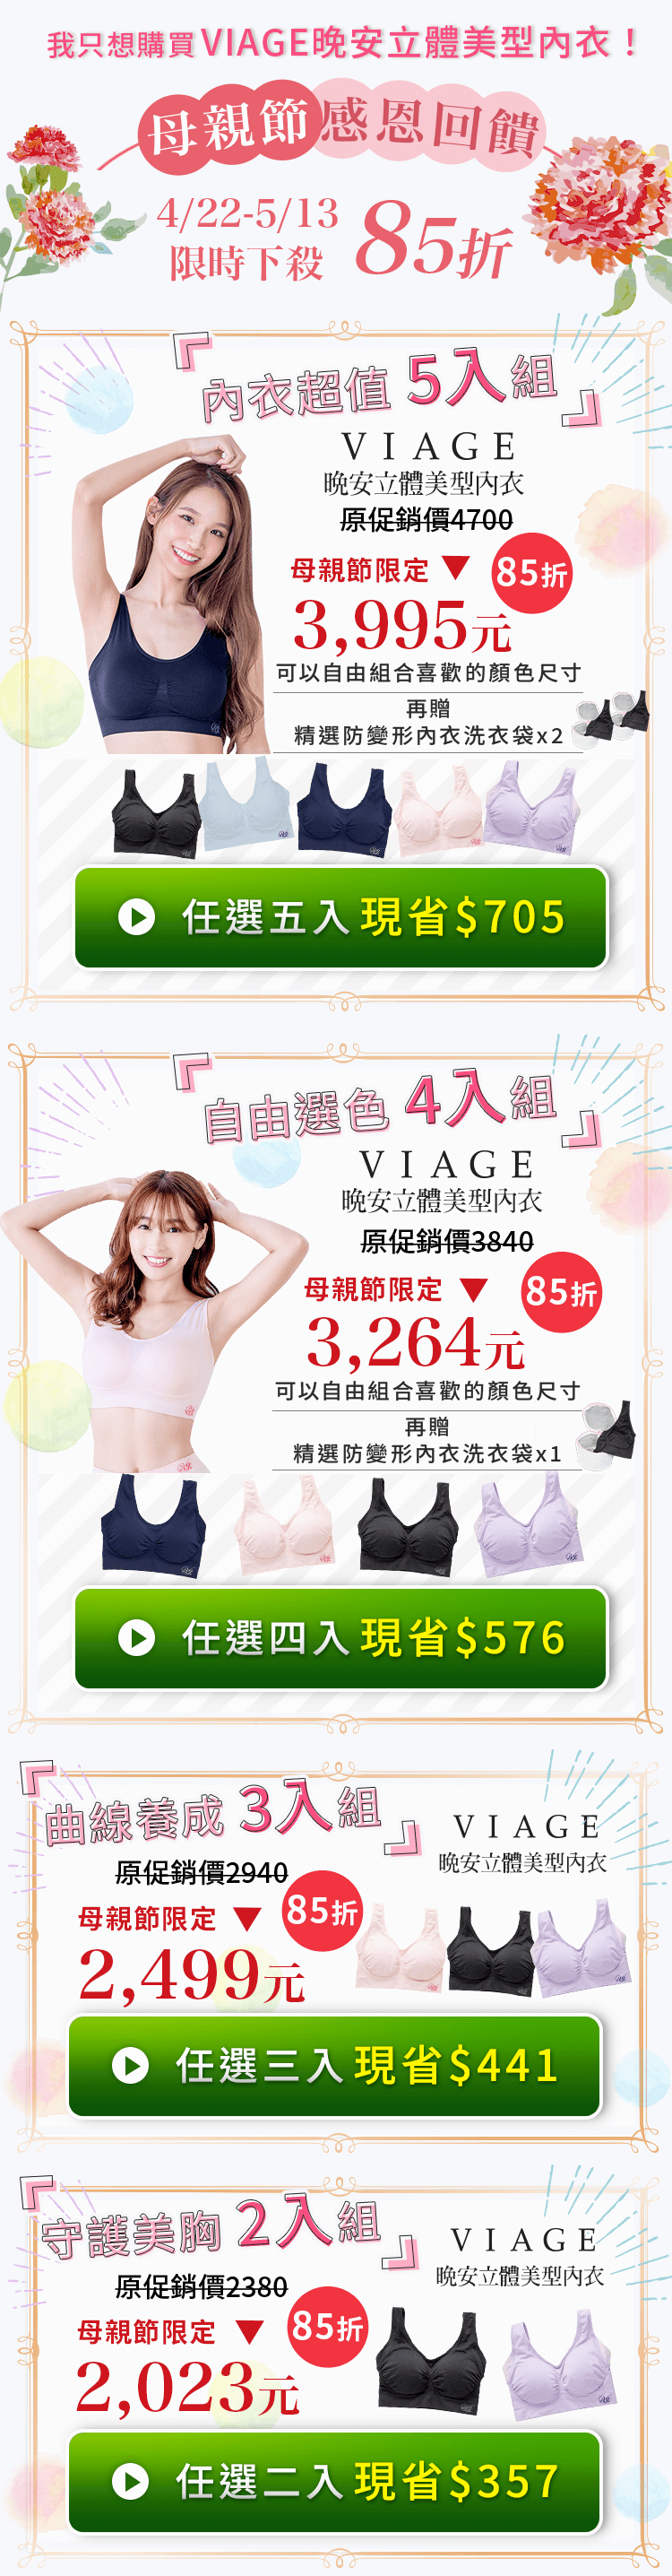 我只想購買VIAGE晚安立體美型內衣！
母親節感恩回饋
4/22-5/13
限時下殺
85折
內衣超值5入組
VIAGE
晚安立體美型內衣
原促銷價4700
母親節限定▼
85折
3,995元
可以自由組合喜歡的顏色尺寸
再贈
精選防變形內衣洗衣袋x2
任選五入現省$705
自由選色4入組
VIAGE
晚安立體美型內衣
原促銷價3840
母親節限定▼
85折
3,264元
可以自由組合喜歡的顏色尺寸
再贈
精選防變形內衣洗衣袋x1
任選四入現省$576
曲線養成3入組
VIAGE
晚安立體美型內衣
原促銷價2940
母親節限定▼
85折
2,499元
任選三入現省$441
守護美胸2入組
VIAGE
晚安立體美型內衣
原促銷價2380
母親節限定▼
85折
2,023元
任選二入現省$357